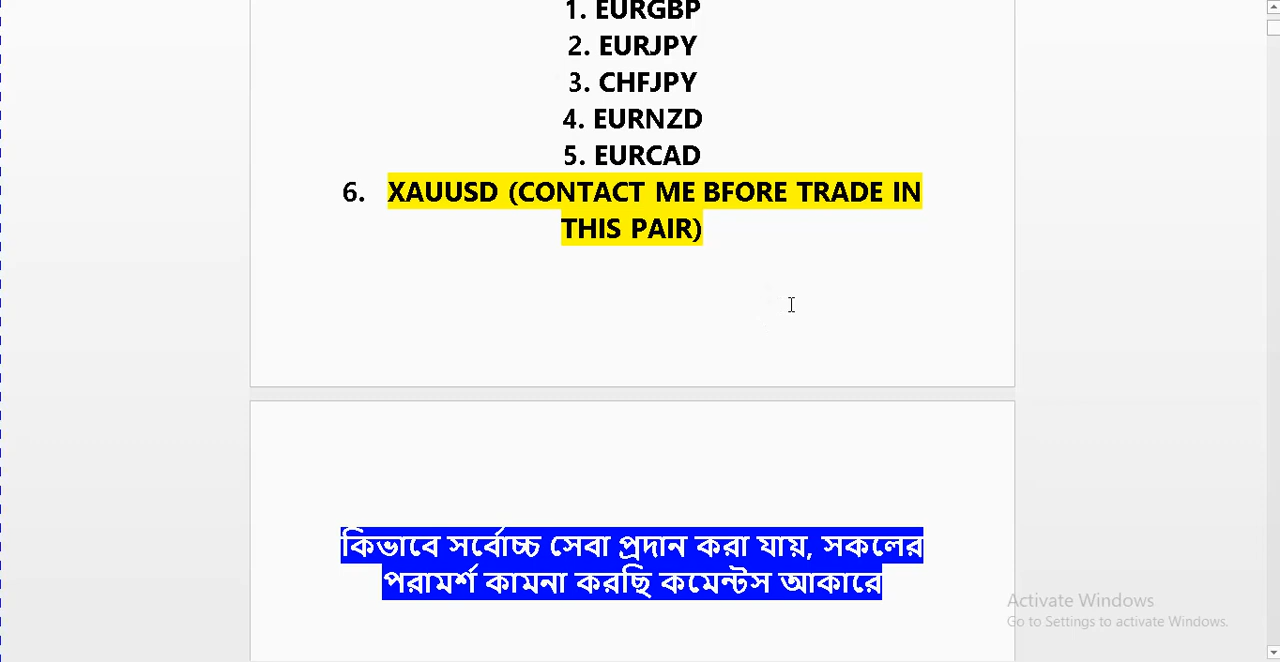 1. EURGBP
2. EURJPY
3. CHFJPY
4. EURNZD
5. EURCAD
6. XAUUSD (CONTACT ME BFORE TRADE IN
THIS PAIR)
কিভাবে সর্বোচ্চ সেবা প্রদান করা যায়, সকলের
পরামর্শ কামনা করছি কমেন্টস আকারে
Activate Windows
Go to Settings to activate Windows.